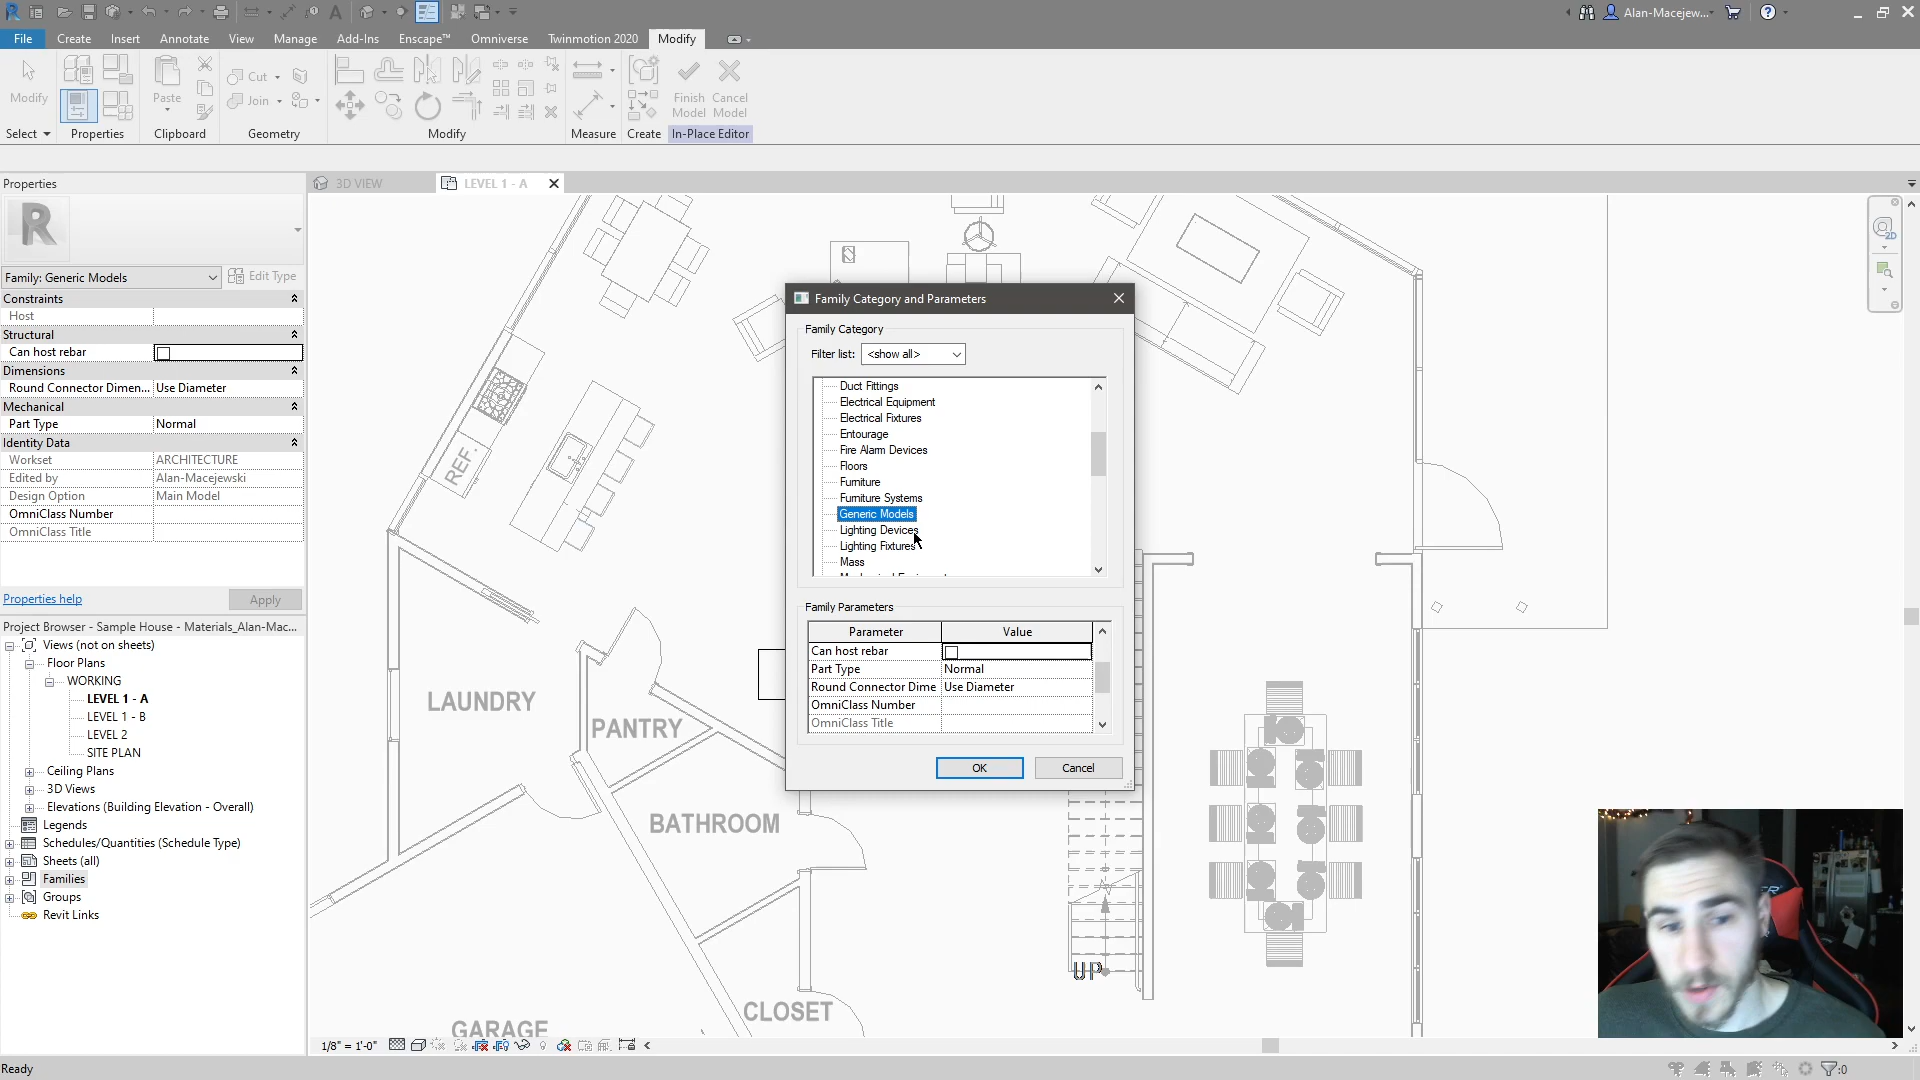 Alan-Macejew...
File Create Insert Annotate View Manage Add-Ins Enscape™ Omniverse Twinmotion 2020 Modify
Modify
Paste
Cut
Join
Finish Model
Cancel Model
Select Properties Clipboard Geometry Modify Measure Create In-Place Editor
Properties
3D VIEW
LEVEL 1 - A
Family: Generic Models
Edit Type
Constraints
Host
Structural
Can host rebar
Dimensions
Round Connector Dimen... Use Diameter
Mechanical
Part Type Normal
Identity Data
Workset ARCHITECTURE
Edited by Alan-Macejewski
Design Option Main Model
OmniClass Number
OmniClass Title
Properties help
Apply
Project Browser - Sample House - Materials_Alan-Mac...
Views (not on sheets)
Floor Plans
WORKING
LEVEL 1 - A
LEVEL 1 - B
LEVEL 2
SITE PLAN
Ceiling Plans
3D Views
Elevations (Building Elevation - Overall)
Legends
Schedules/Quantities (Schedule Type)
Sheets (all)
Families
Groups
Revit Links
Ready
REF.
LAUNDRY
PANTRY
BATHROOM
CLOSET
GARAGE
UP
Family Category and Parameters
Family Category
Filter list: <show all>
Duct Fittings
Electrical Equipment
Electrical Fixtures
Entourage
Fire Alarm Devices
Floors
Furniture
Furniture Systems
Generic Models
Lighting Devices
Lighting Fixtures
Mass
Family Parameters
Parameter Value
Can host rebar
Part Type Normal
Round Connector Dime Use Diameter
OmniClass Number
OmniClass Title
OK
Cancel
2D
1/8" = 1'-0"
:0